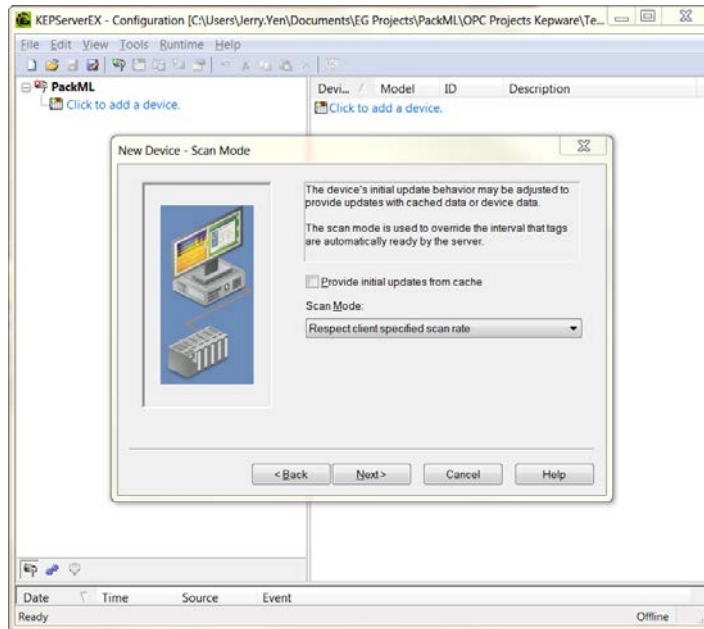 KEPServerEX - Configuration [C:\Users\Jerry.Yen\Documents\EG Projects\PackML\OPC Projects Kepware\Te...
File Edit View Tools Runtime Help
PackML
Click to add a device.
Devi... Model ID Description
Click to add a device.
New Device - Scan Mode
The device's initial update behavior may be adjusted to
provide updates with cached data or device data.
The scan mode is used to override the interval that tags
are automatically ready by the server.
Provide initial updates from cache
Scan Mode:
Respect client specified scan rate
< Back Next > Cancel Help
Date Time Source Event
Ready Offline